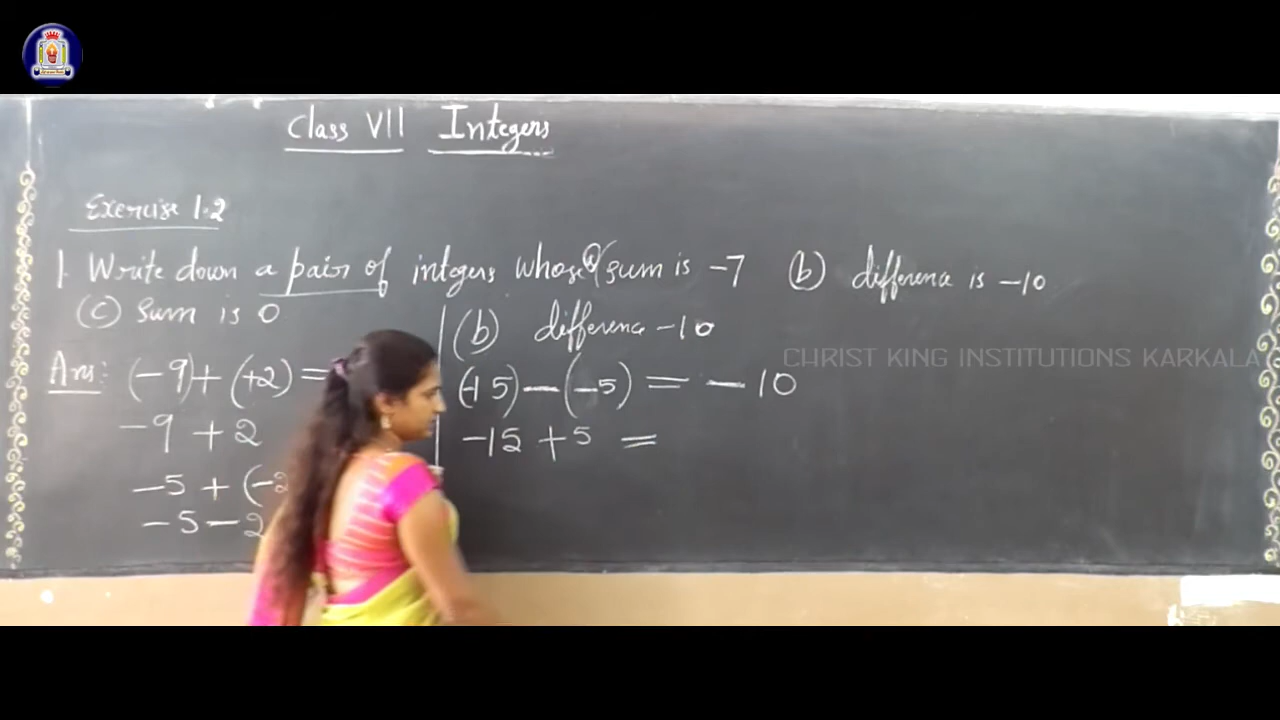 Class VII Integers
Exercise 1.2
1. Write down a pair of integers whose (a) sum is -7 (b) difference is -10
(c) sum is 0
(b) difference -10
Ans: (-9)+(+2) =
-9 +2
-5 + (-2
-5-2
(-15)-(-5) = -10
-15 +5 =
CHRIST KING INSTITUTIONS KARKALA